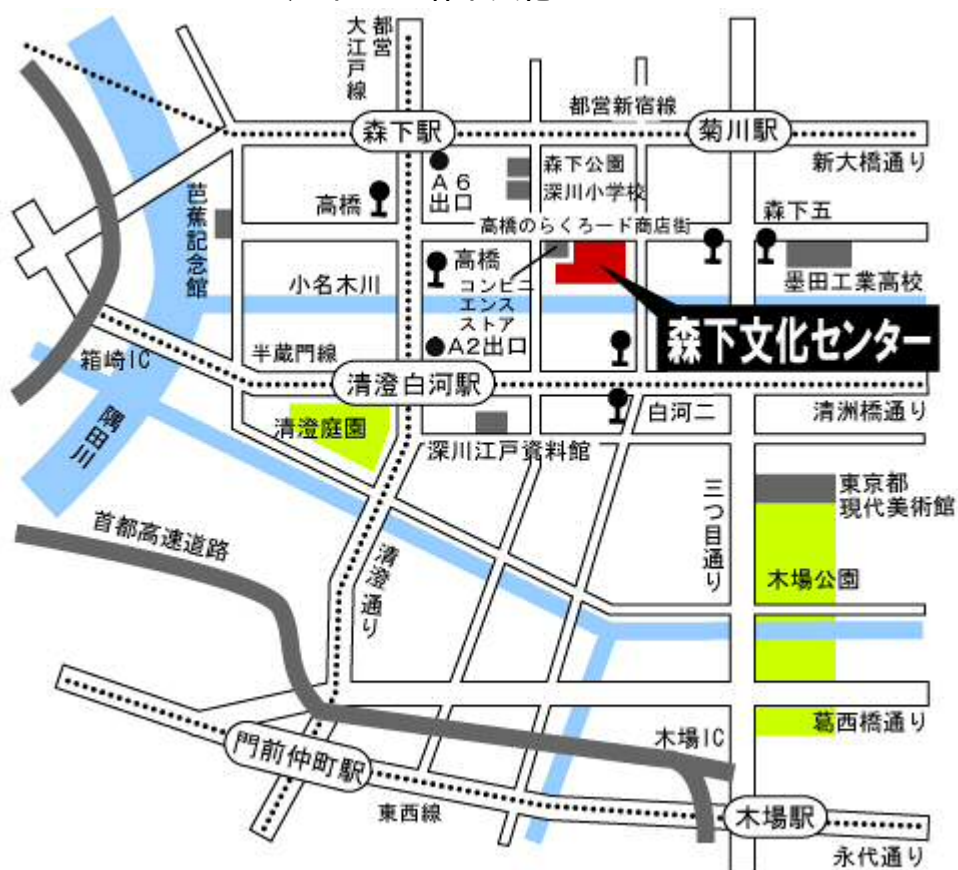 都営
大江戸線
都営新宿線
森下駅
菊川駅
新大橋通り
A6
出口
森下公園
深川小学校
高橋
芭蕉記念館
高橋のらくろード商店街
森下五
高橋
コンビニ
エンス
ストア
墨田工業高校
小名木川
森下文化センター
A2出口
半蔵門線
箱崎IC
清澄白河駅
白河二
清洲橋通り
清澄庭園
隅田川
深川江戸資料館
三つ目通り
東京都
現代美術館
首都高速道路
清澄通り
木場公園
葛西橋通り
木場IC
門前仲町駅
東西線
木場駅
永代通り